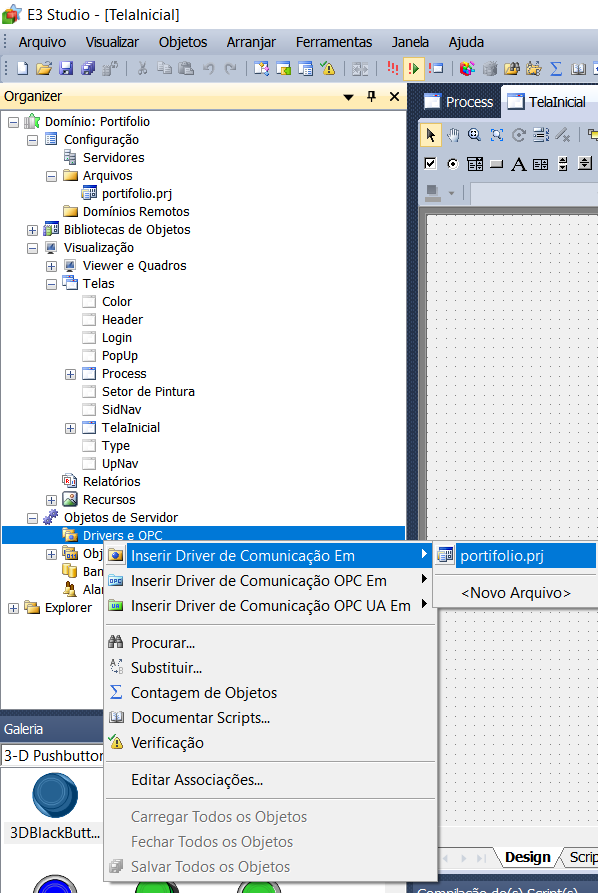 E3 Studio - [TelaInicial]
Arquivo Visualizar Objetos Arranjar Ferramentas Janela Ajuda
Organizer
Process TelaInicial
Domínio: Portifolio
Configuração
Servidores
Arquivos
portifolio.prj
Domínios Remotos
Bibliotecas de Objetos
Visualização
Viewer e Quadros
Telas
Color
Header
Login
PopUp
Process
Setor de Pintura
SidNav
TelaInicial
Type
UpNav
Relatórios
Recursos
Objetos de Servidor
Drivers e OPC
Obj
Ban
Alar
Explorer
Inserir Driver de Comunicação Em
Inserir Driver de Comunicação OPC Em
Inserir Driver de Comunicação OPC UA Em
Procurar...
Substituir...
Contagem de Objetos
Documentar Scripts...
Verificação
Editar Associações...
Carregar Todos os Objetos
Fechar Todos os Objetos
Salvar Todos os Objetos
portifolio.prj
<Novo Arquivo>
Galeria
3-D Pushbutton
3DBlackButt...
Design Scrip